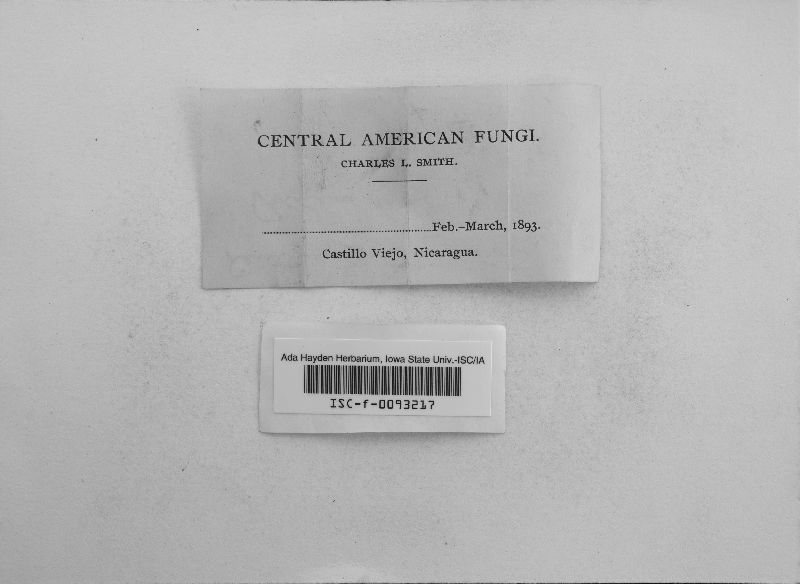 CENTRAL AMERICAN FUNGI.
CHARLES L. SMITH.
Feb.-March, 1893.
Castillo Viejo, Nicaragua.
Ada Hayden Herbarium, Iowa State Univ.-ISC/IA
ISC-f-0093217